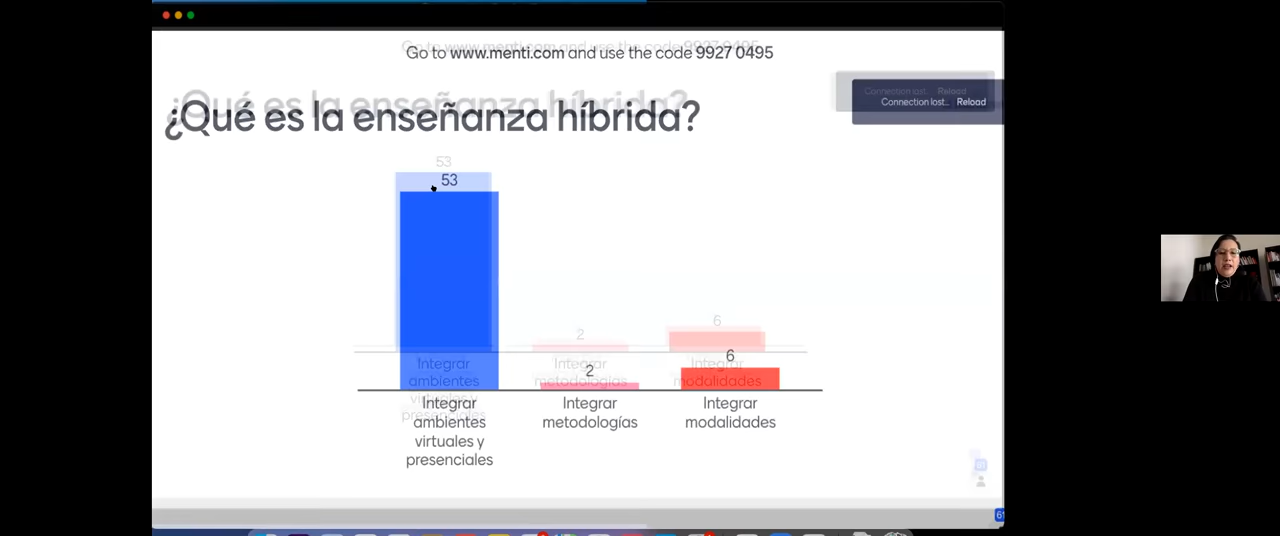 Go to www.menti.com and use the code 9927 0495
Connection lost.. Reload
¿Qué es la enseñanza híbrida?
53
2
6
Integrar
ambientes
virtuales y
presenciales
Integrar
metodologías
Integrar
modalidades
61